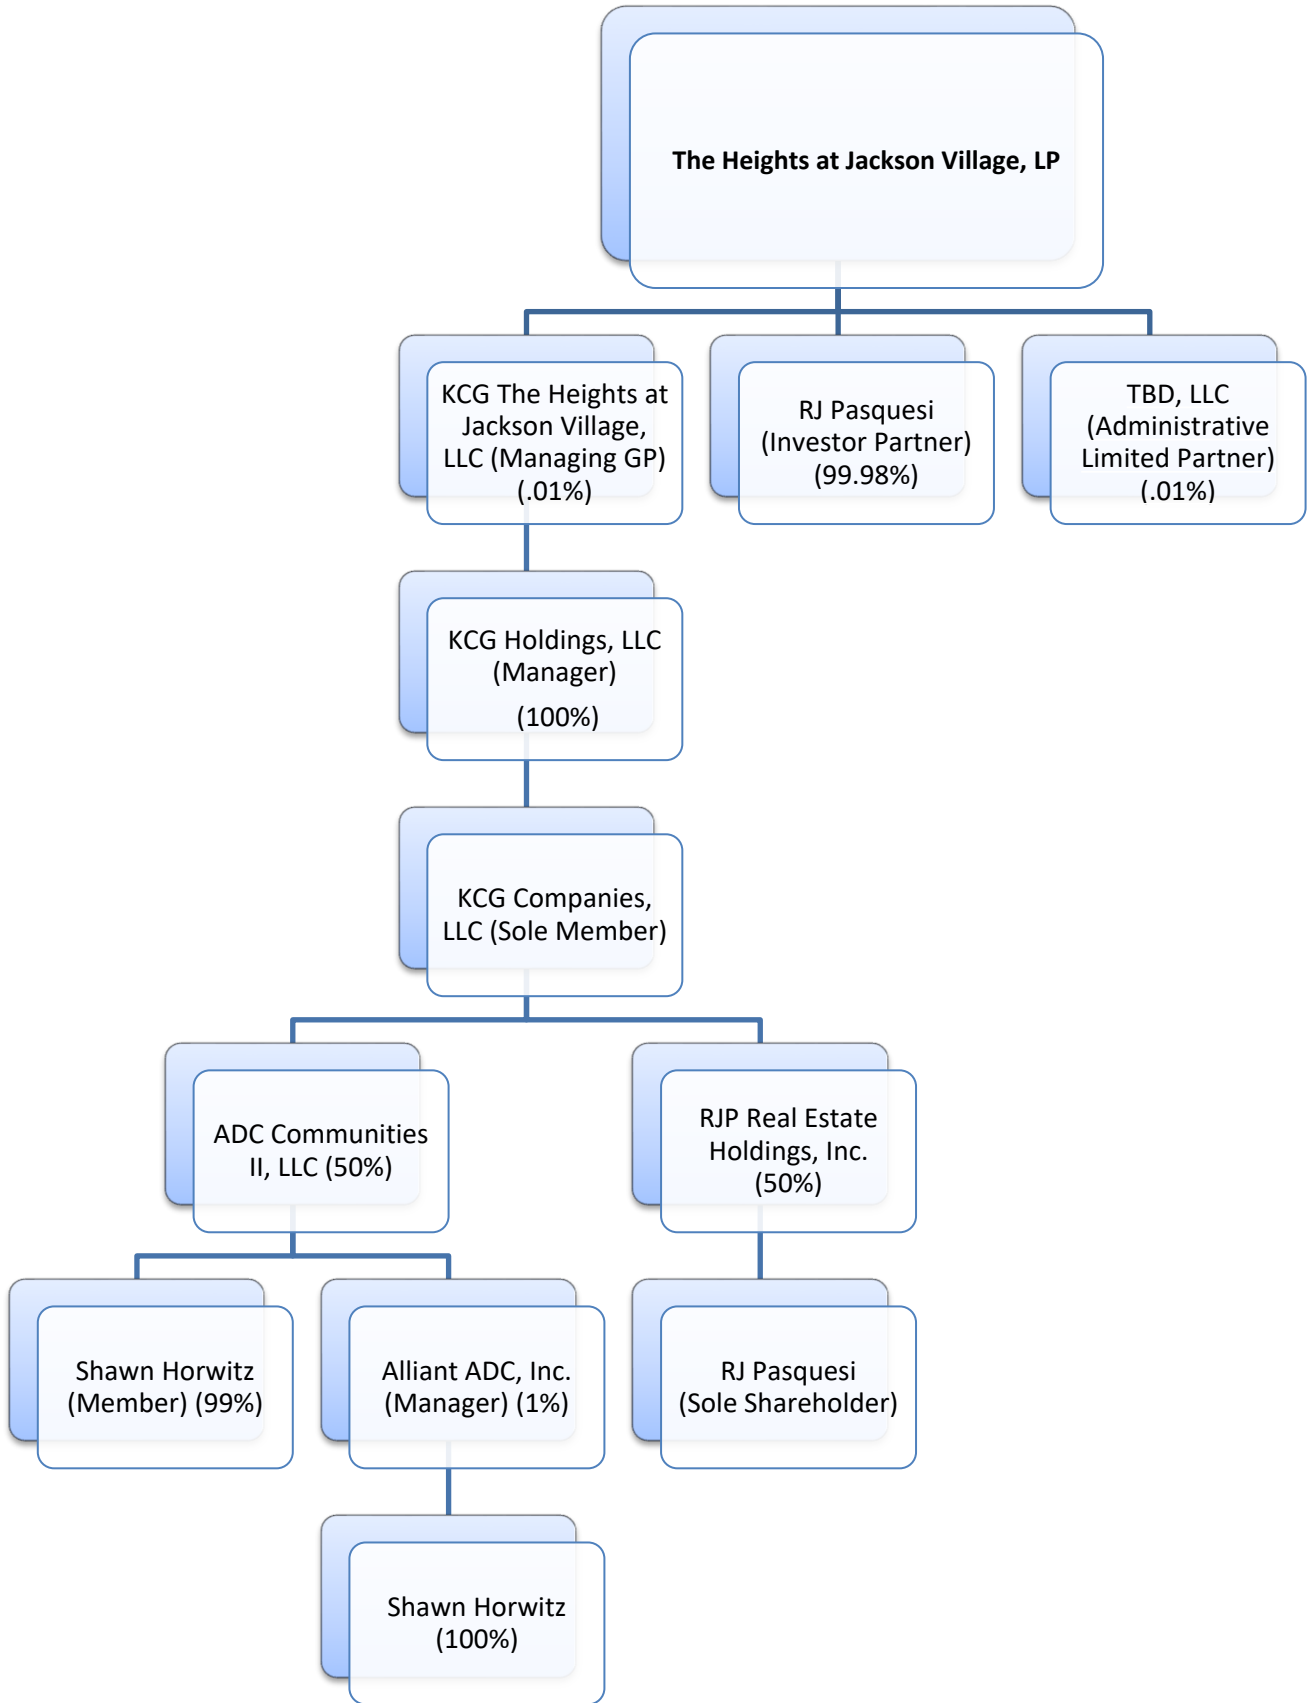 The Heights at Jackson Village, LP
KCG The Heights at
Jackson Village,
LLC (Managing GP)
(.01%)
RJ Pasquesi
(Investor Partner)
(99.98%)
TBD, LLC
(Administrative
Limited Partner)
(.01%)
KCG Holdings, LLC
(Manager)
(100%)
KCG Companies,
LLC (Sole Member)
ADC Communities
II, LLC (50%)
RJP Real Estate
Holdings, Inc.
(50%)
Shawn Horwitz
(Member) (99%)
Alliant ADC, Inc.
(Manager) (1%)
RJ Pasquesi
(Sole Shareholder)
Shawn Horwitz
(100%)